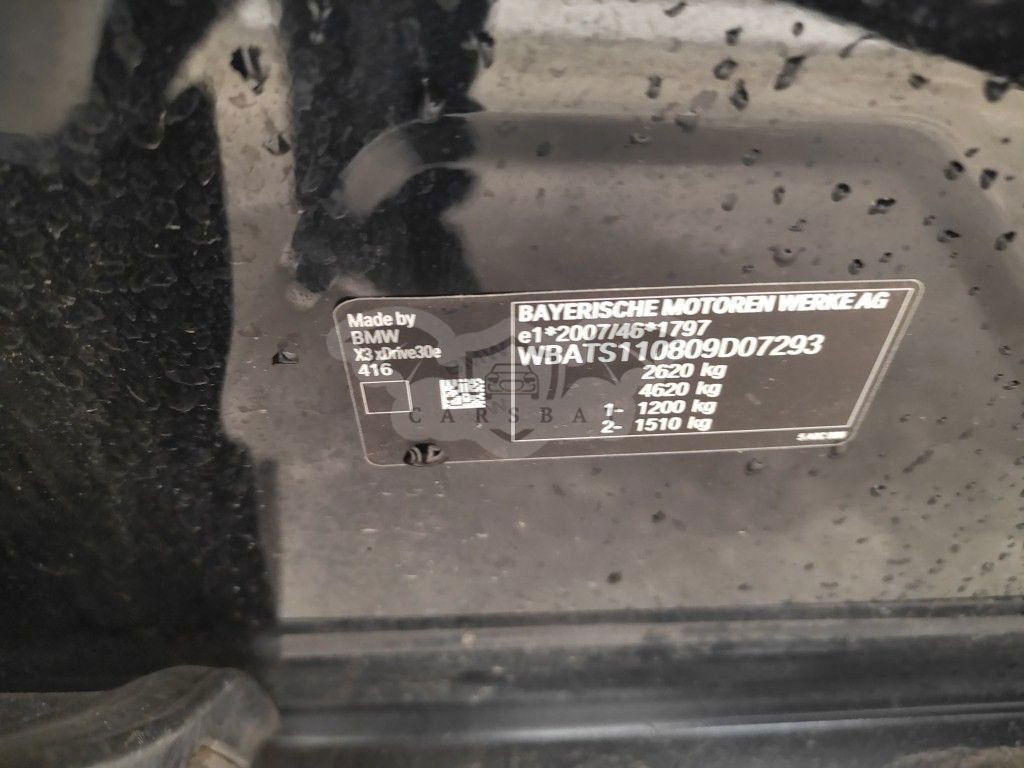 Made by
BMW
X3 xDrive30e
416
BAYERISCHE MOTOREN WERKE AG
e1*2007/46*1797
WBATS110809D07293
2620 kg
4620 kg
1- 1200 kg
2- 1510 kg
CARSBA